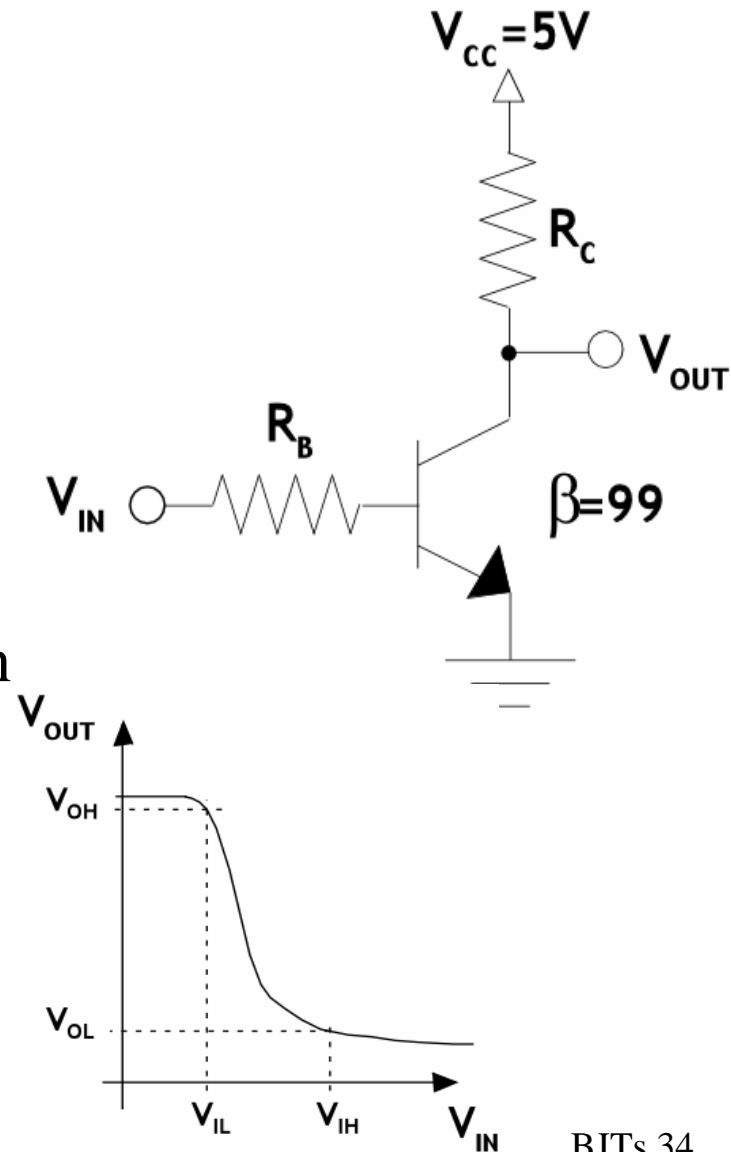 V_CC=5V
R_C
V_OUT
R_B
V_IN
β=99
n
V_OUT
V_OH
V_OL
V_IL V_IH V_IN
BJTs 34